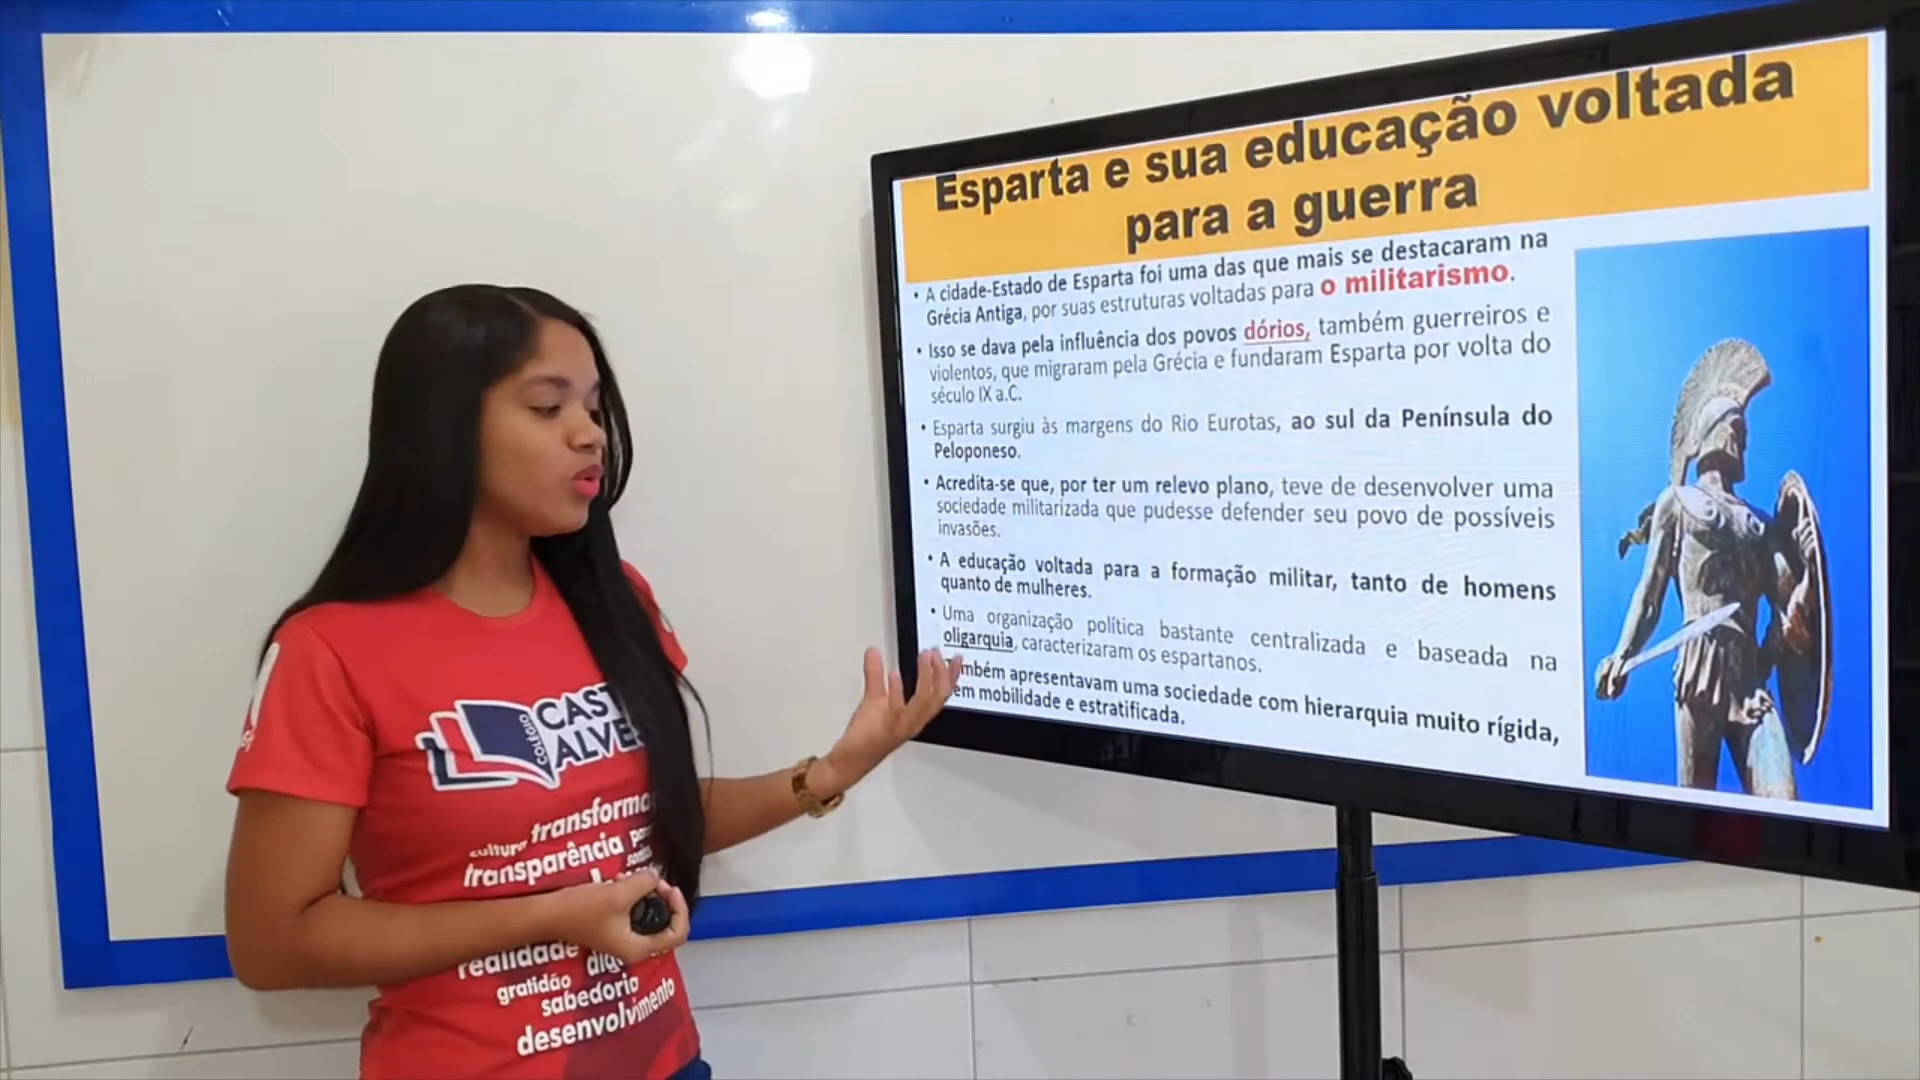 Esparta e sua educação voltada
para a guerra
• A cidade-Estado de Esparta foi uma das que mais se destacaram na
Grécia Antiga, por suas estruturas voltadas para o militarismo.
• Isso se dava pela influência dos povos dórios, também guerreiros e
violentos, que migraram pela Grécia e fundaram Esparta por volta do
século IX a.C.
• Esparta surgiu às margens do Rio Eurotas, ao sul da Península do
Peloponeso.
• Acredita-se que, por ter um relevo plano, teve de desenvolver uma
sociedade militarizada que pudesse defender seu povo de possíveis
invasões.
• A educação voltada para a formação militar, tanto de homens
quanto de mulheres.
• Uma organização política bastante centralizada e baseada na
oligarquia, caracterizaram os espartanos.
apresentavam uma sociedade com hierarquia muito rígida,
mobilidade e estratificada.
COLÉGIO
CAST
ALVE
cultura transforma
transparência
realidade
gratidão
sabedoria
desenvolvimento